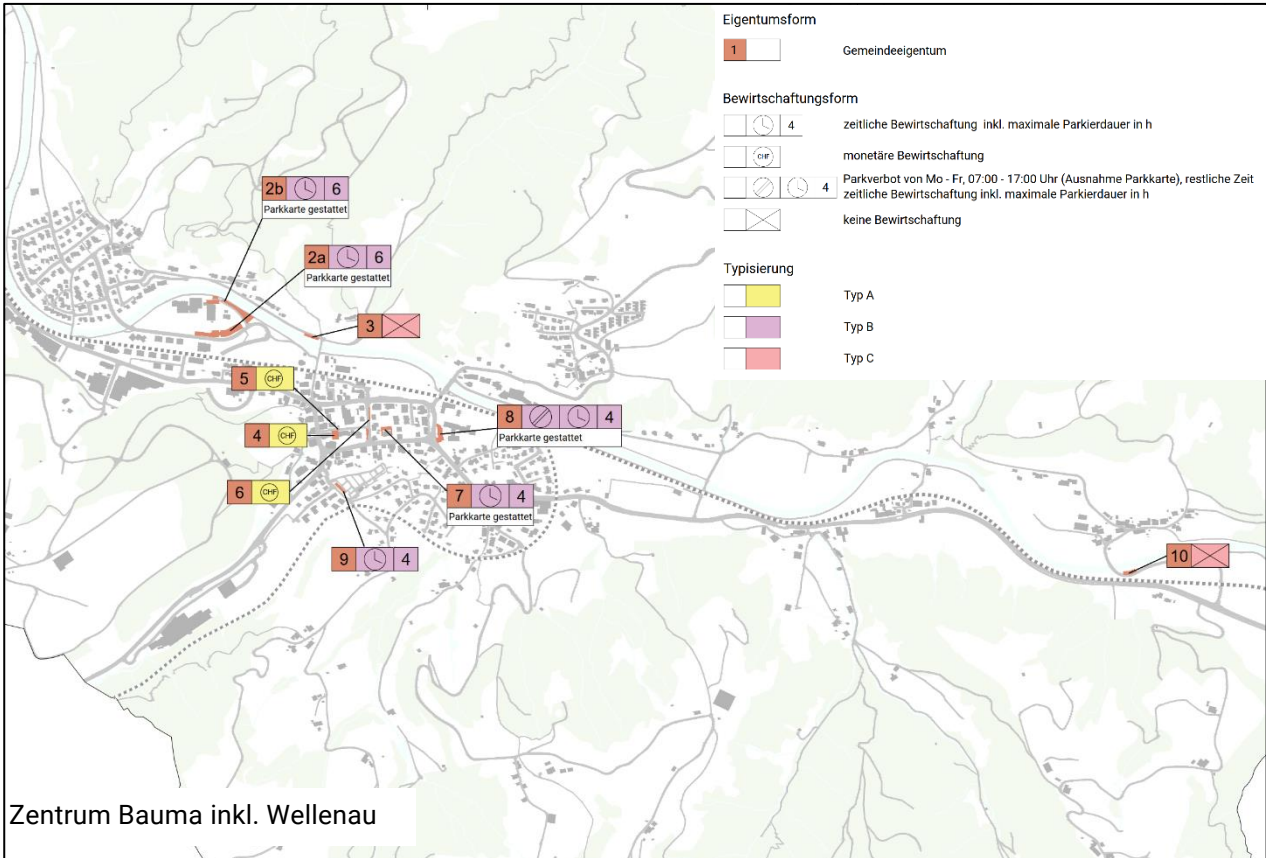 Eigentumsform
1
Gemeindeeigentum
Bewirtschaftungsform
4
zeitliche Bewirtschaftung inkl. maximale Parkierdauer in h
CHF
monetäre Bewirtschaftung
4
Parkverbot von Mo - Fr, 07:00 - 17:00 Uhr (Ausnahme Parkkarte), restliche Zeit
zeitliche Bewirtschaftung inkl. maximale Parkierdauer in h
keine Bewirtschaftung
Typisierung
Typ A
Typ B
Typ C
2b 6
Parkkarte gestattet
2a 6
Parkkarte gestattet
3
5 CHF
4 CHF
8 4
Parkkarte gestattet
6 CHF
7 4
Parkkarte gestattet
9 4
10
Zentrum Bauma inkl. Wellenau